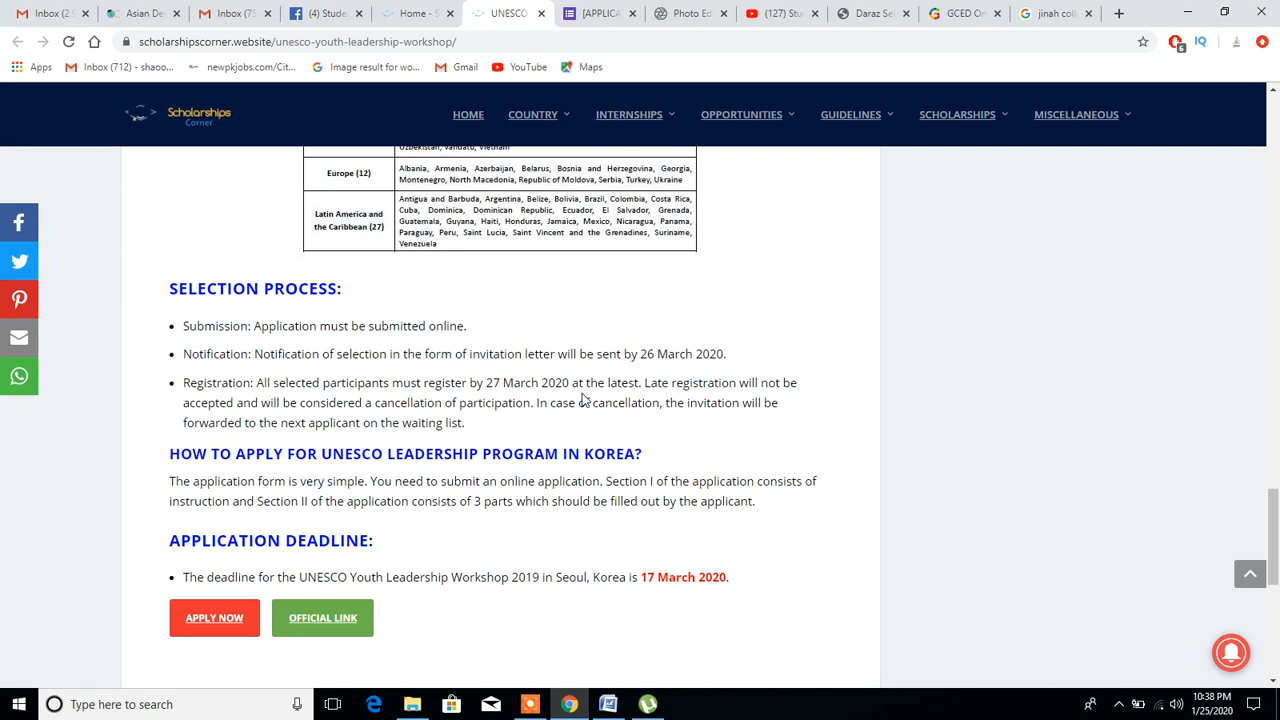 Inbox (2,9
Asian De
Inbox (75
(4) Stude
Home - S
UNESCO
[APPLICA
Photo Ed
(127) Stu
Daraz Sel
GCED On
jinah coll
scholarshipscorner.website/unesco-youth-leadership-workshop/
6
Apps
Inbox (712) - shaoo...
newpkjobs.com/Cit...
Image result for wo...
Gmail
YouTube
Maps
Scholarships
Corner
HOME
COUNTRY
INTERNSHIPS
OPPORTUNITIES
GUIDELINES
SCHOLARSHIPS
MISCELLANEOUS
Uzbekistan, Vanuatu, Vietnam
Europe (12)
Albania, Armenia, Azerbaijan, Belarus, Bosnia and Herzegovina, Georgia,
Montenegro, North Macedonia, Republic of Moldova, Serbia, Turkey, Ukraine
Latin America and
the Caribbean (27)
Antigua and Barbuda, Argentina, Belize, Bolivia, Brazil, Colombia, Costa Rica,
Cuba, Dominica, Dominican Republic, Ecuador, El Salvador, Grenada,
Guatemala, Guyana, Haiti, Honduras, Jamaica, Mexico, Nicaragua, Panama,
Paraguay, Peru, Saint Lucia, Saint Vincent and the Grenadines, Suriname,
Venezuela
SELECTION PROCESS:
• Submission: Application must be submitted online.
• Notification: Notification of selection in the form of invitation letter will be sent by 26 March 2020.
• Registration: All selected participants must register by 27 March 2020 at the latest. Late registration will not be
accepted and will be considered a cancellation of participation. In case of cancellation, the invitation will be
forwarded to the next applicant on the waiting list.
HOW TO APPLY FOR UNESCO LEADERSHIP PROGRAM IN KOREA?
The application form is very simple. You need to submit an online application. Section I of the application consists of
instruction and Section II of the application consists of 3 parts which should be filled out by the applicant.
APPLICATION DEADLINE:
• The deadline for the UNESCO Youth Leadership Workshop 2019 in Seoul, Korea is 17 March 2020.
APPLY NOW
OFFICIAL LINK
Type here to search
10:38 PM
1/25/2020